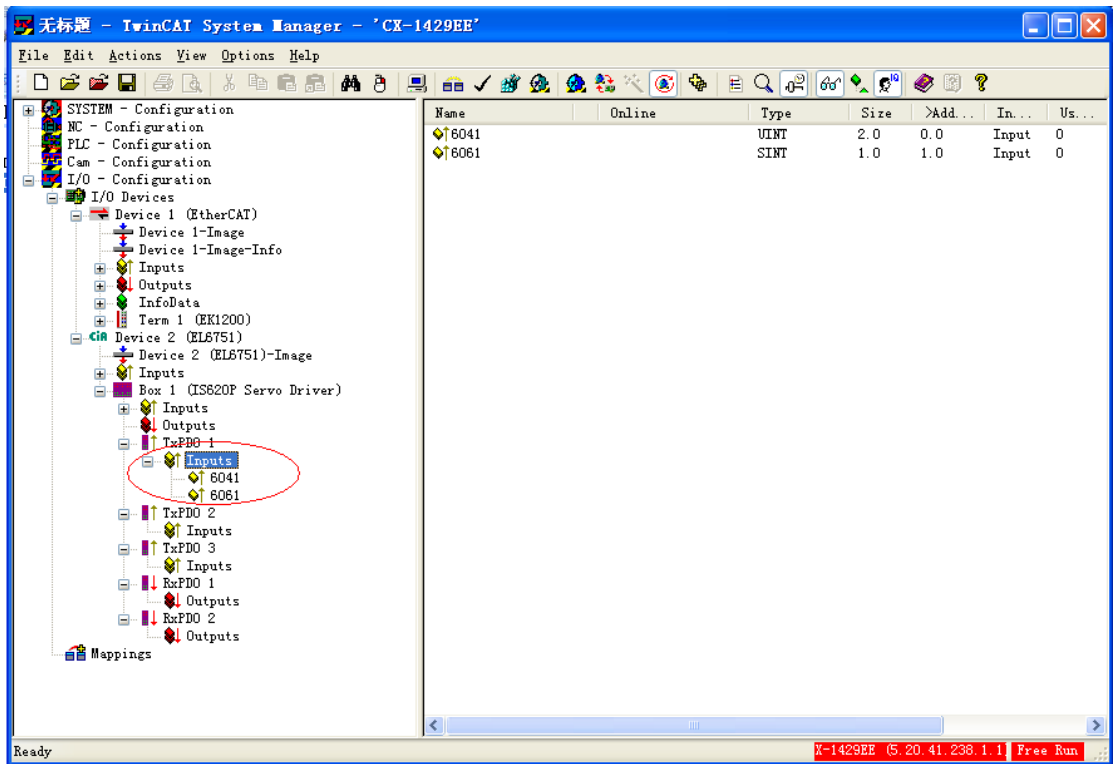 无标题 - TwinCAT System Manager - 'CX-1429EE'
File Edit Actions View Options Help
SYSTEM - Configuration
NC - Configuration
PLC - Configuration
Cam - Configuration
I/O - Configuration
I/O Devices
Device 1 (EtherCAT)
Device 1-Image
Device 1-Image-Info
Inputs
Outputs
InfoData
Term 1 (EK1200)
CiA Device 2 (EL6751)
Device 2 (EL6751)-Image
Inputs
Box 1 (IS620P Servo Driver)
Inputs
Outputs
TxPDO 1
Inputs
6041
6061
TxPDO 2
Inputs
TxPDO 3
Inputs
RxPDO 1
Outputs
RxPDO 2
Outputs
Mappings
Name Online Type Size >Add... In... Us...
6041 UINT 2.0 0.0 Input 0
6061 SINT 1.0 1.0 Input 0
Ready X-1429EE (5.20.41.238.1.1) Free Run